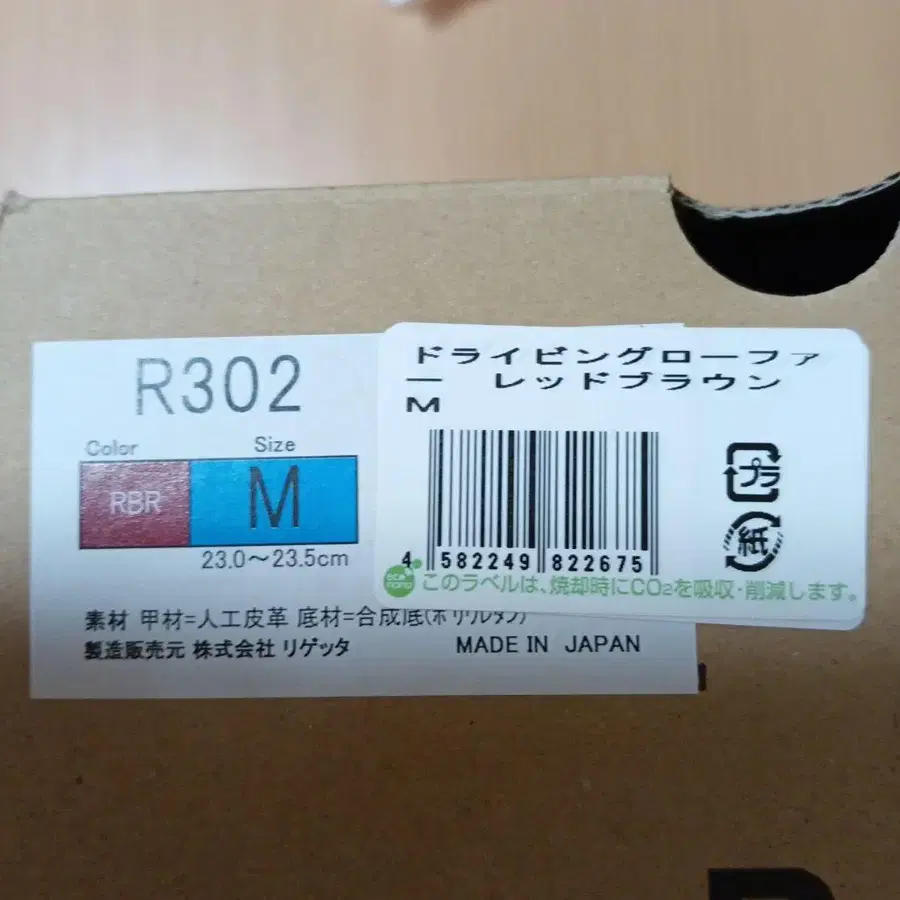 R302
Color
Size
RBR
M
23.0～23.5cm
素材 甲材=人工皮革 底材=合成底(ポリウレタン)
製造販売元 株式会社 リゲッタ
MADE IN JAPAN
ドライビングローファ
ー レッドブラウン
M
4 582249 822675
プラ
紙
eco nano
このラベルは、焼却時にCO2を吸収・削減します。